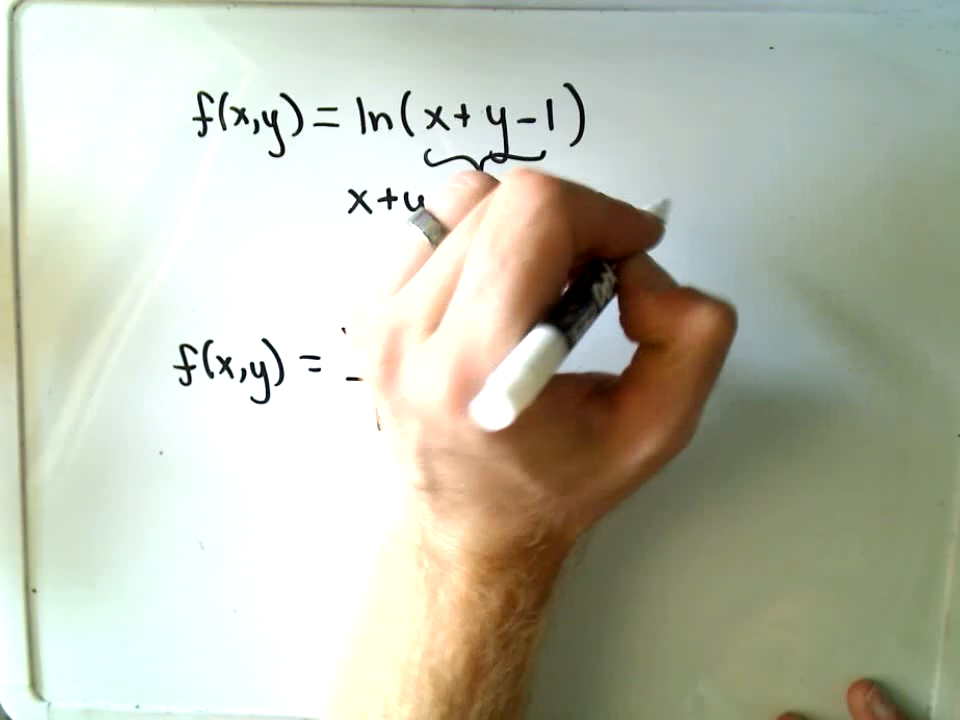 f(x,y) = ln(x+y-1)
x+y
f(x,y) =